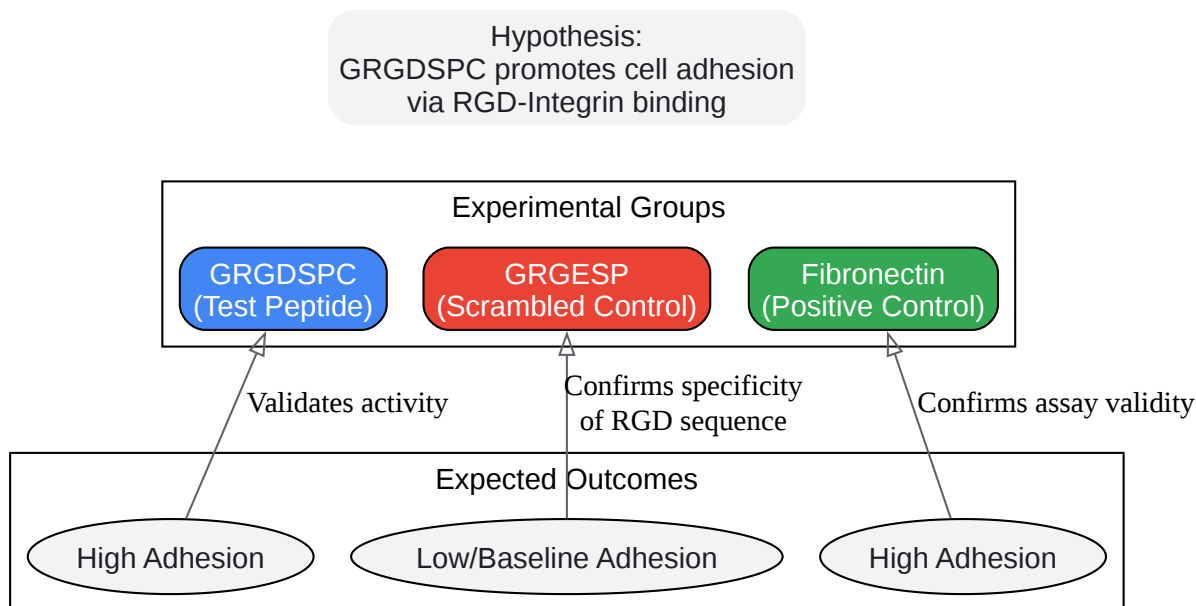 Hypothesis:
GRGDSPC promotes cell adhesion
via RGD-Integrin binding
Experimental Groups
GRGDSPC
(Test Peptide)
GRGESP
(Scrambled Control)
Fibronectin
(Positive Control)
Validates activity
Confirms specificity
of RGD sequence
Confirms assay validity
Expected Outcomes
High Adhesion
Low/Baseline Adhesion
High Adhesion